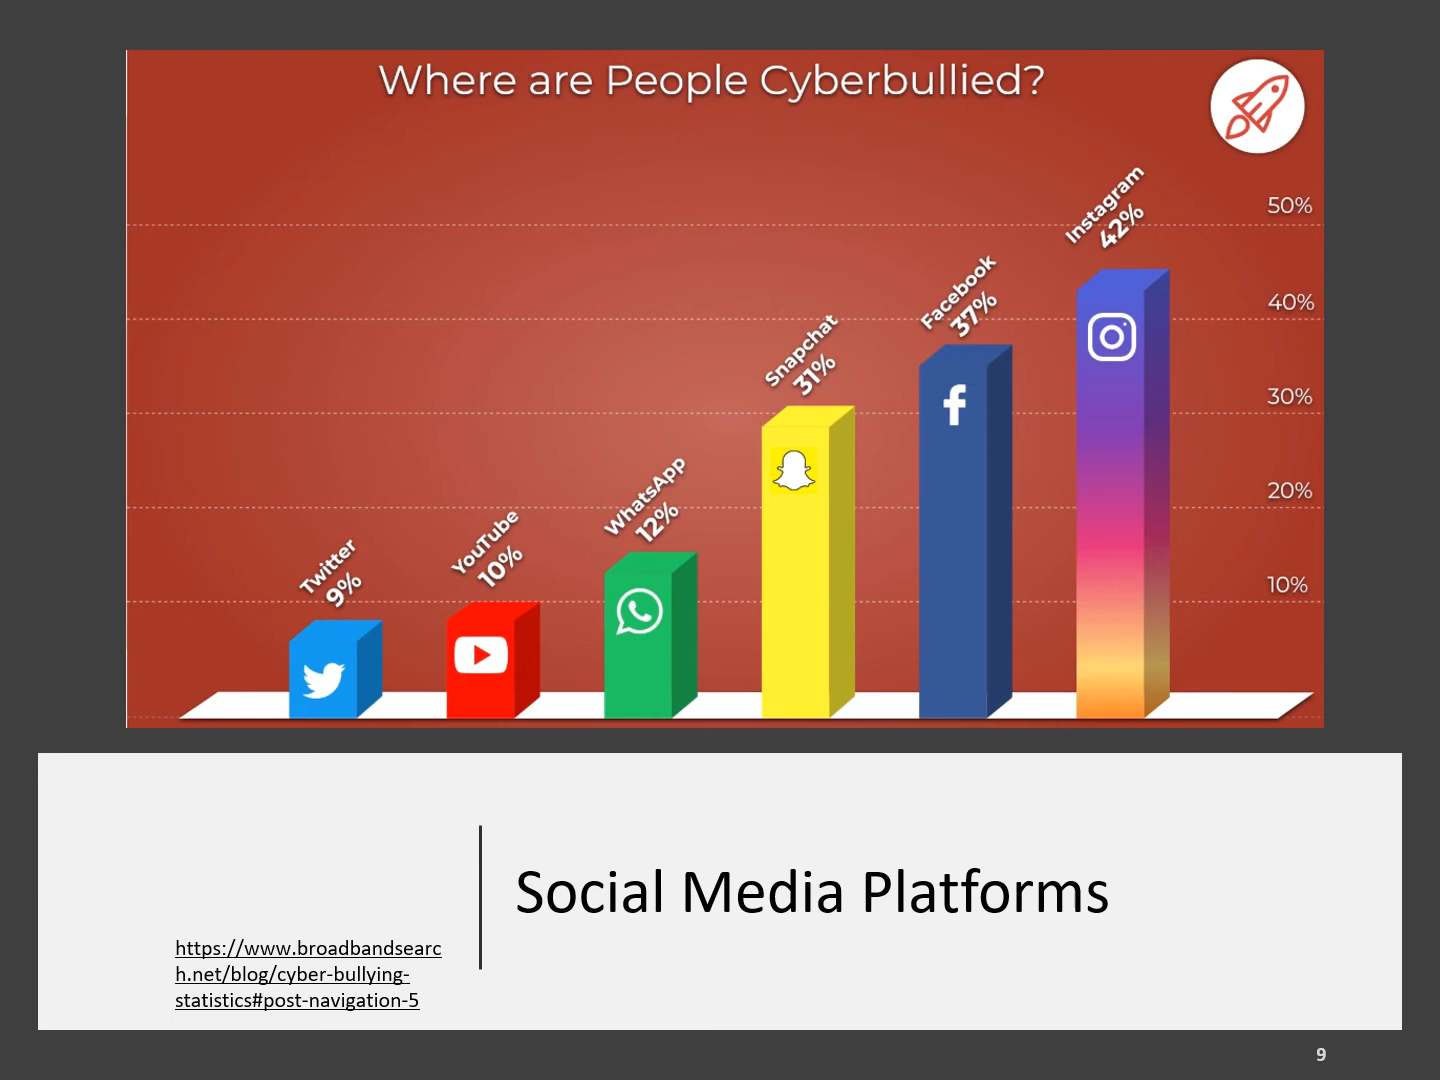 Where are People Cyberbullied?
50%
40%
30%
20%
10%
Twitter
9%
YouTube
10%
WhatsApp
12%
Snapchat
31%
Facebook
37%
Instagram
42%
Social Media Platforms
https://www.broadbandsearc
h.net/blog/cyber-bullying-
statistics#post-navigation-5
9